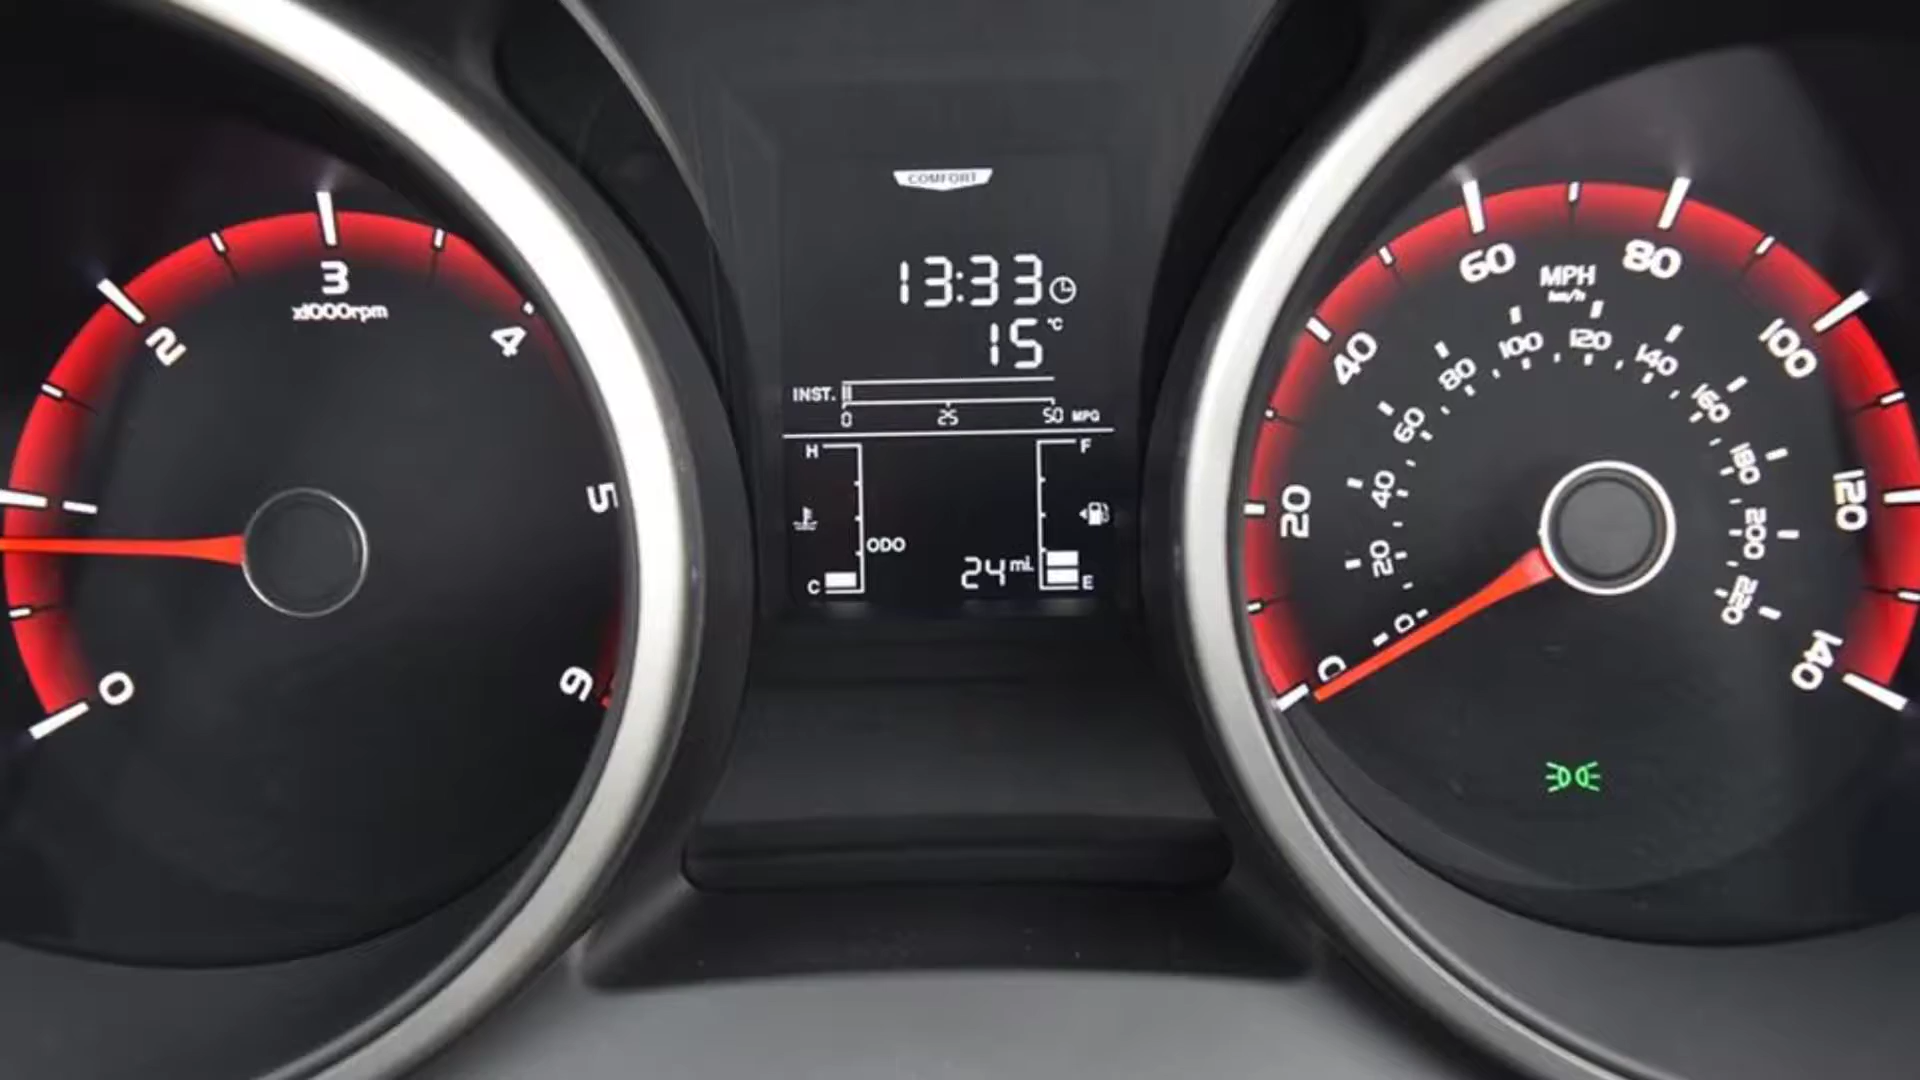 COMFORT
13:33
15 °C
INST.
0 25 50 MPG
H F
ODO
24 mi.
C E
0 2 3 4 5 6
x1000rpm
0 20 40 60 80 100 120 140
MPH
km/h
0 20 40 60 80 100 120 140 160 180 200 220